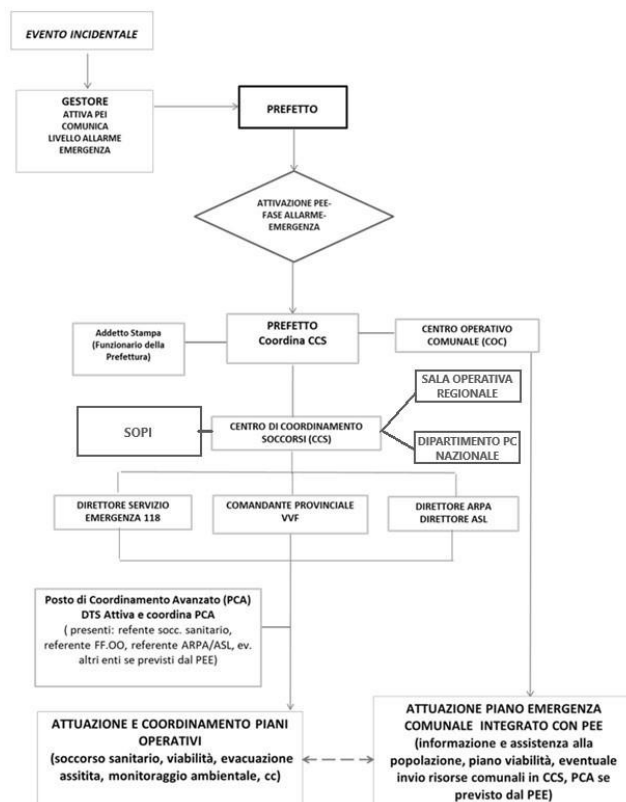 EVENTO INCIDENTALE
GESTORE
ATTIVA PEI
COMUNICA
LIVELLO ALLARME
EMERGENZA
PREFETTO
ATTIVAZIONE PEE-
FASE ALLARME-
EMERGENZA
Addetto Stampa
(Funzionario della
Prefettura)
PREFETTO
Coordina CCS
CENTRO OPERATIVO
COMUNALE (COC)
SALA OPERATIVA
REGIONALE
SOPI
CENTRO DI COORDINAMENTO
SOCCORSI (CCS)
DIPARTIMENTO PC
NAZIONALE
DIRETTORE SERVIZIO
EMERGENZA 118
COMANDANTE PROVINCIALE
VVF
DIRETTORE ARPA
DIRETTORE ASL
Posto di Coordinamento Avanzato (PCA)
DTS Attiva e coordina PCA
( presenti: refente socc. sanitario,
referente FF.OO, referente ARPA/ASL, ev.
altri enti se previsti dal PEE)
ATTUAZIONE E COORDINAMENTO PIANI
OPERATIVI
(soccorso sanitario, viabilità, evacuazione
assitita, monitoraggio ambientale, cc)
ATTUAZIONE PIANO EMERGENZA
COMUNALE INTEGRATO CON PEE
(informazione e assistenza alla
popolazione, piano viabilità, eventuale
invio risorse comunali in CCS, PCA se
previsto dal PEE)